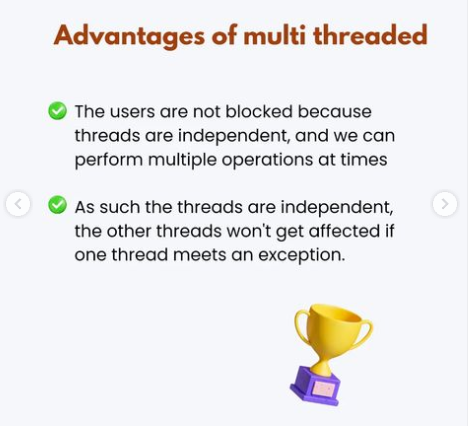 Advantages of multi threaded
The users are not blocked because
threads are independent, and we can
perform multiple operations at times
As such the threads are independent,
the other threads won't get affected if
one thread meets an exception.